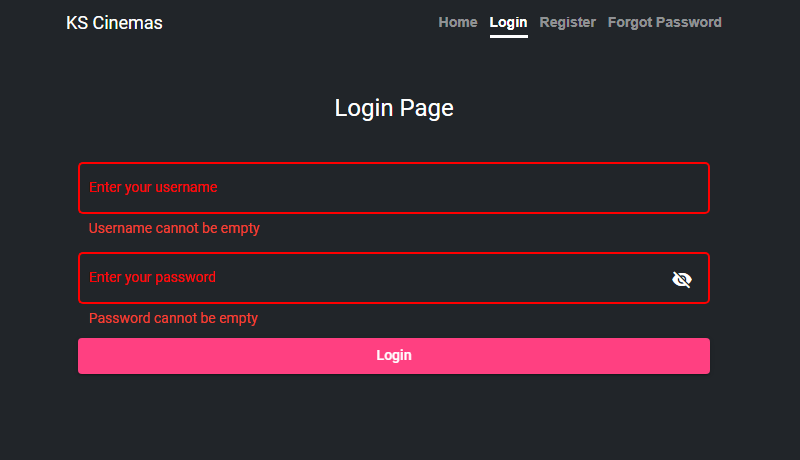 KS Cinemas Home Login Register Forgot Password
Login Page
Enter your username
Username cannot be empty
Enter your password
Password cannot be empty
Login